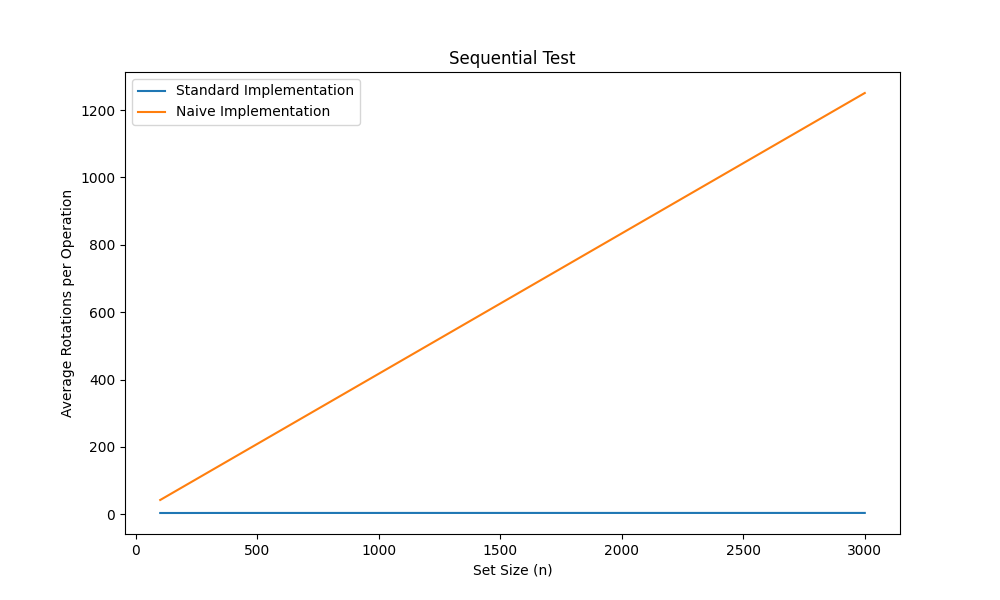 Sequential Test
Standard Implementation
Naive Implementation
Average Rotations per Operation
1200
1000
800
600
400
200
0
0 500 1000 1500 2000 2500 3000
Set Size (n)